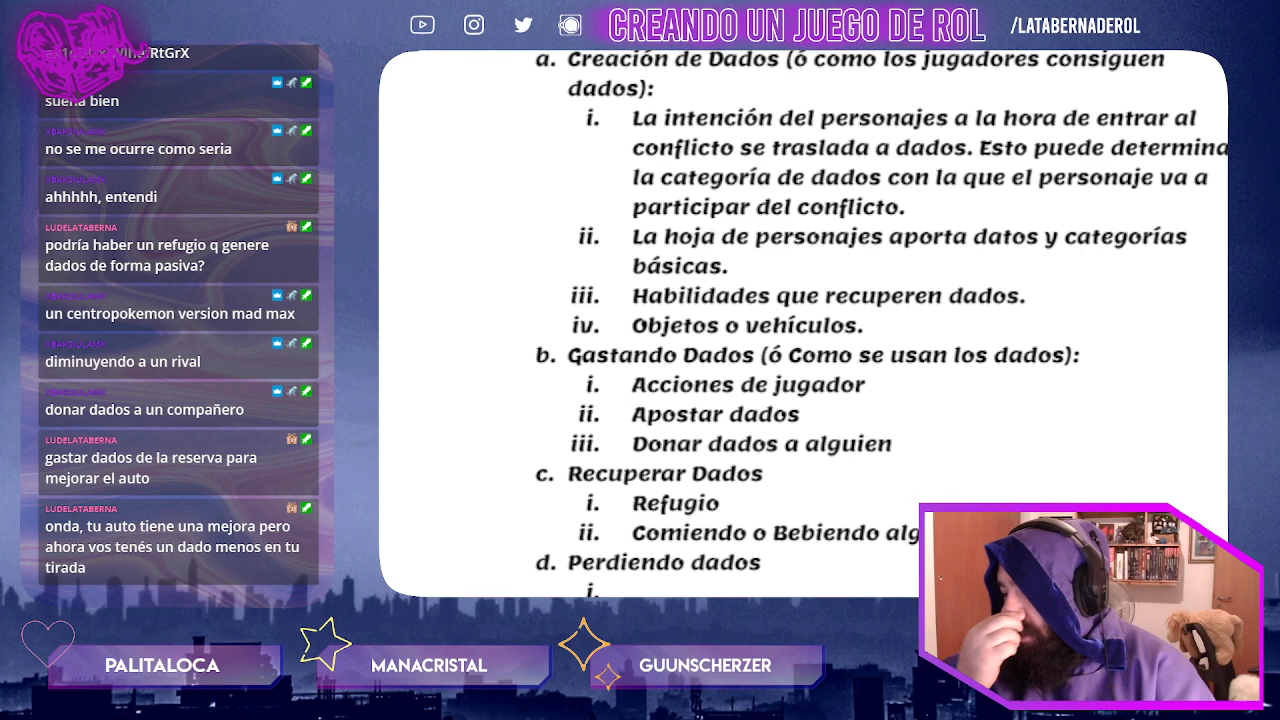 CREANDO UN JUEGO DE ROL
/LATABERNADEROL
suena bien
XBAKSIULAMX
no se me ocurre como seria
XBAKSIULAMX
ahhhhh, entendi
LUDELATABERNA
podría haber un refugio q genere
dados de forma pasiva?
XBAKSIULAMX
un centropokemon version mad max
XBAKSIULAMX
diminuyendo a un rival
XBAKSIULAMX
donar dados a un compañero
LUDELATABERNA
gastar dados de la reserva para
mejorar el auto
LUDELATABERNA
onda, tu auto tiene una mejora pero
ahora vos tenés un dado menos en tu
tirada
a. Creación de Dados (ó como los jugadores consiguen
dados):
i. La intención del personajes a la hora de entrar al
conflicto se traslada a dados. Esto puede determina
la categoría de dados con la que el personaje va a
participar del conflicto.
ii. La hoja de personajes aporta datos y categorías
básicas.
iii. Habilidades que recuperen dados.
iv. Objetos o vehículos.
b. Gastando Dados (ó Como se usan los dados):
i. Acciones de jugador
ii. Apostar dados
iii. Donar dados a alguien
c. Recuperar Dados
i. Refugio
ii. Comiendo o Bebiendo alg
d. Perdiendo dados
i.
PALITALOCA
MANACRISTAL
GUUNSCHERZER